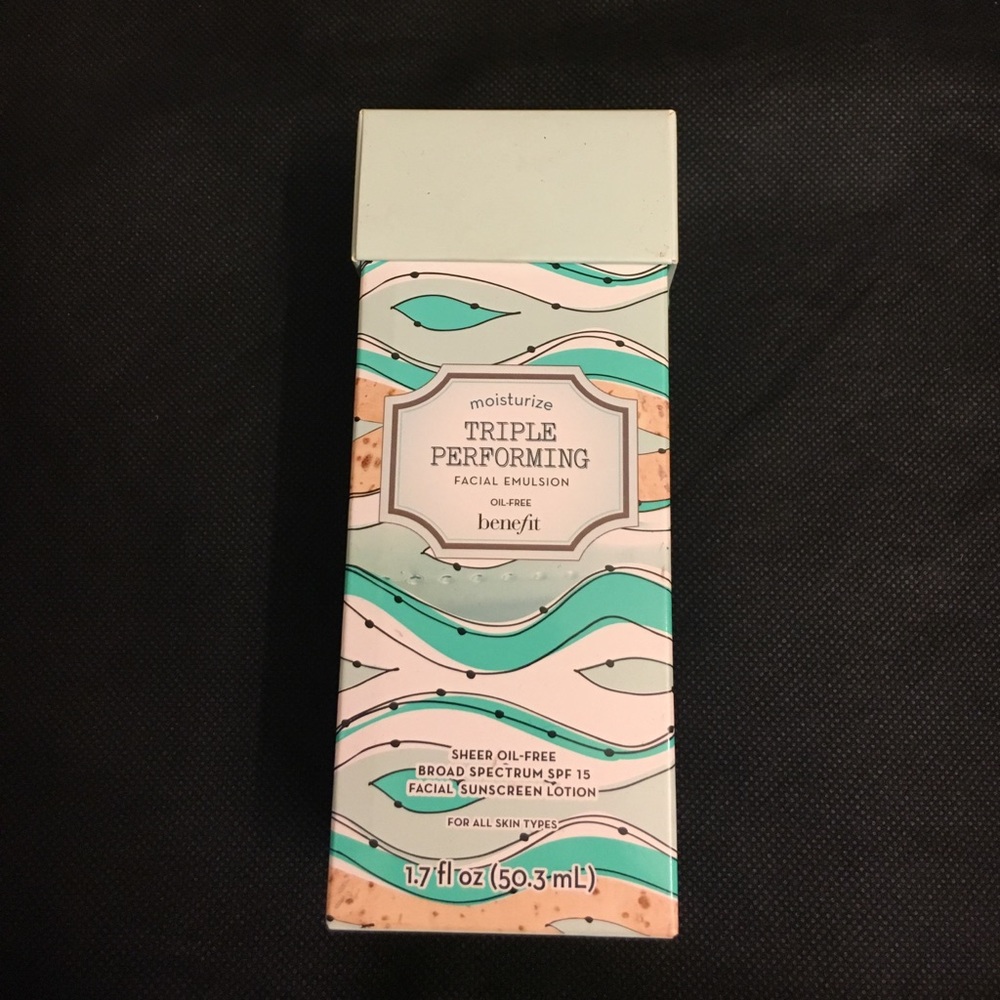 moisturize
TRIPLE
PERFORMING
FACIAL EMULSION
OIL-FREE
benefit
SHEER OIL-FREE
BROAD SPECTRUM SPF 15
FACIAL SUNSCREEN LOTION
FOR ALL SKIN TYPES
1.7 fl oz (50.3 mL)